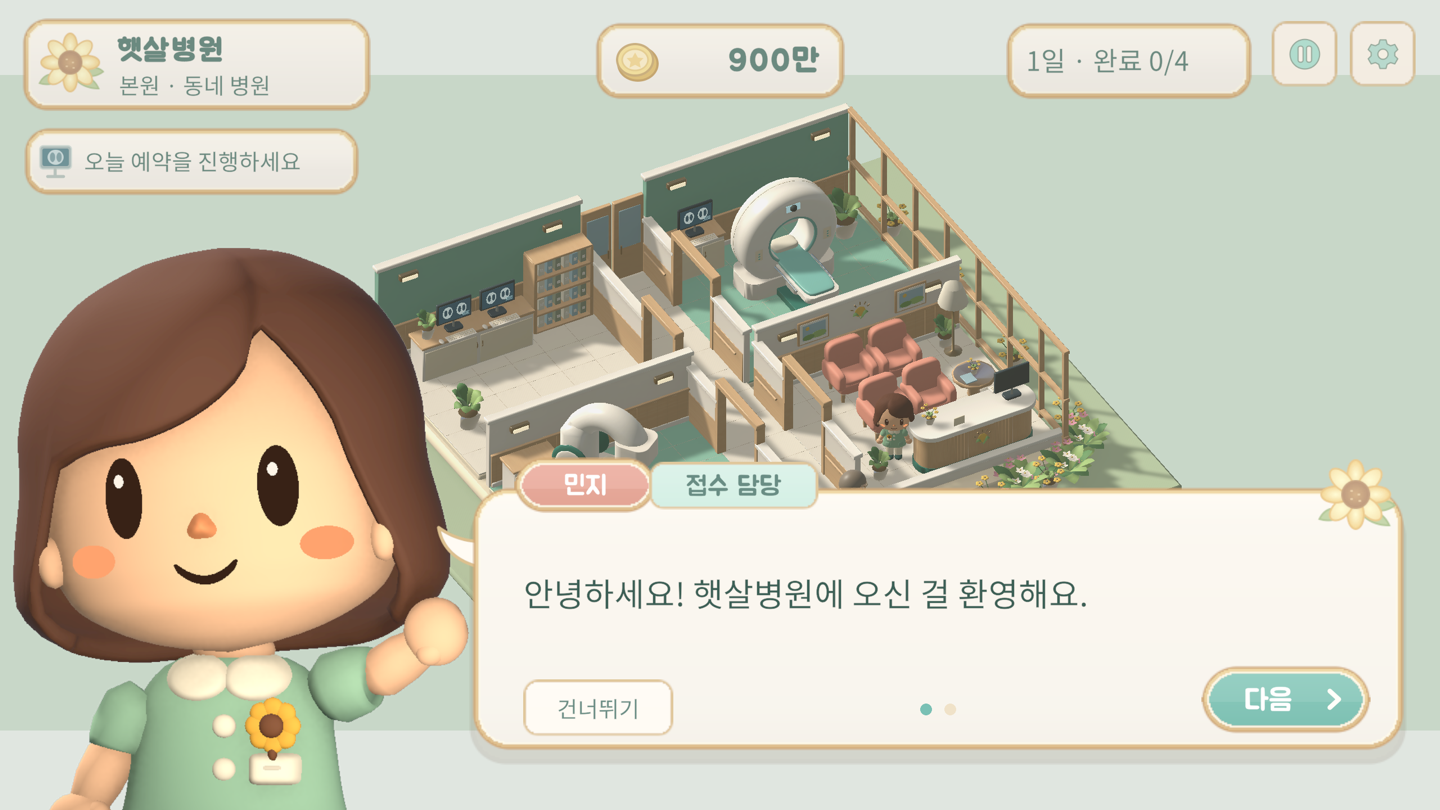 햇살병원
본원 · 동네 병원
900만
1일 · 완료 0/4
오늘 예약을 진행하세요
민지
접수 담당
안녕하세요! 햇살병원에 오신 걸 환영해요.
건너뛰기
다음